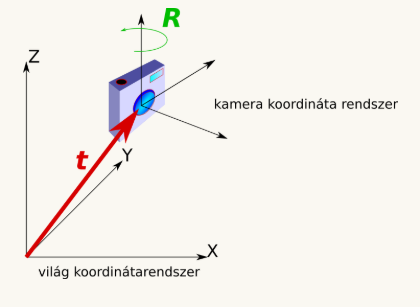 R
Z
kamera koordináta rendszer
Y
t
X
világ koordinátarendszer